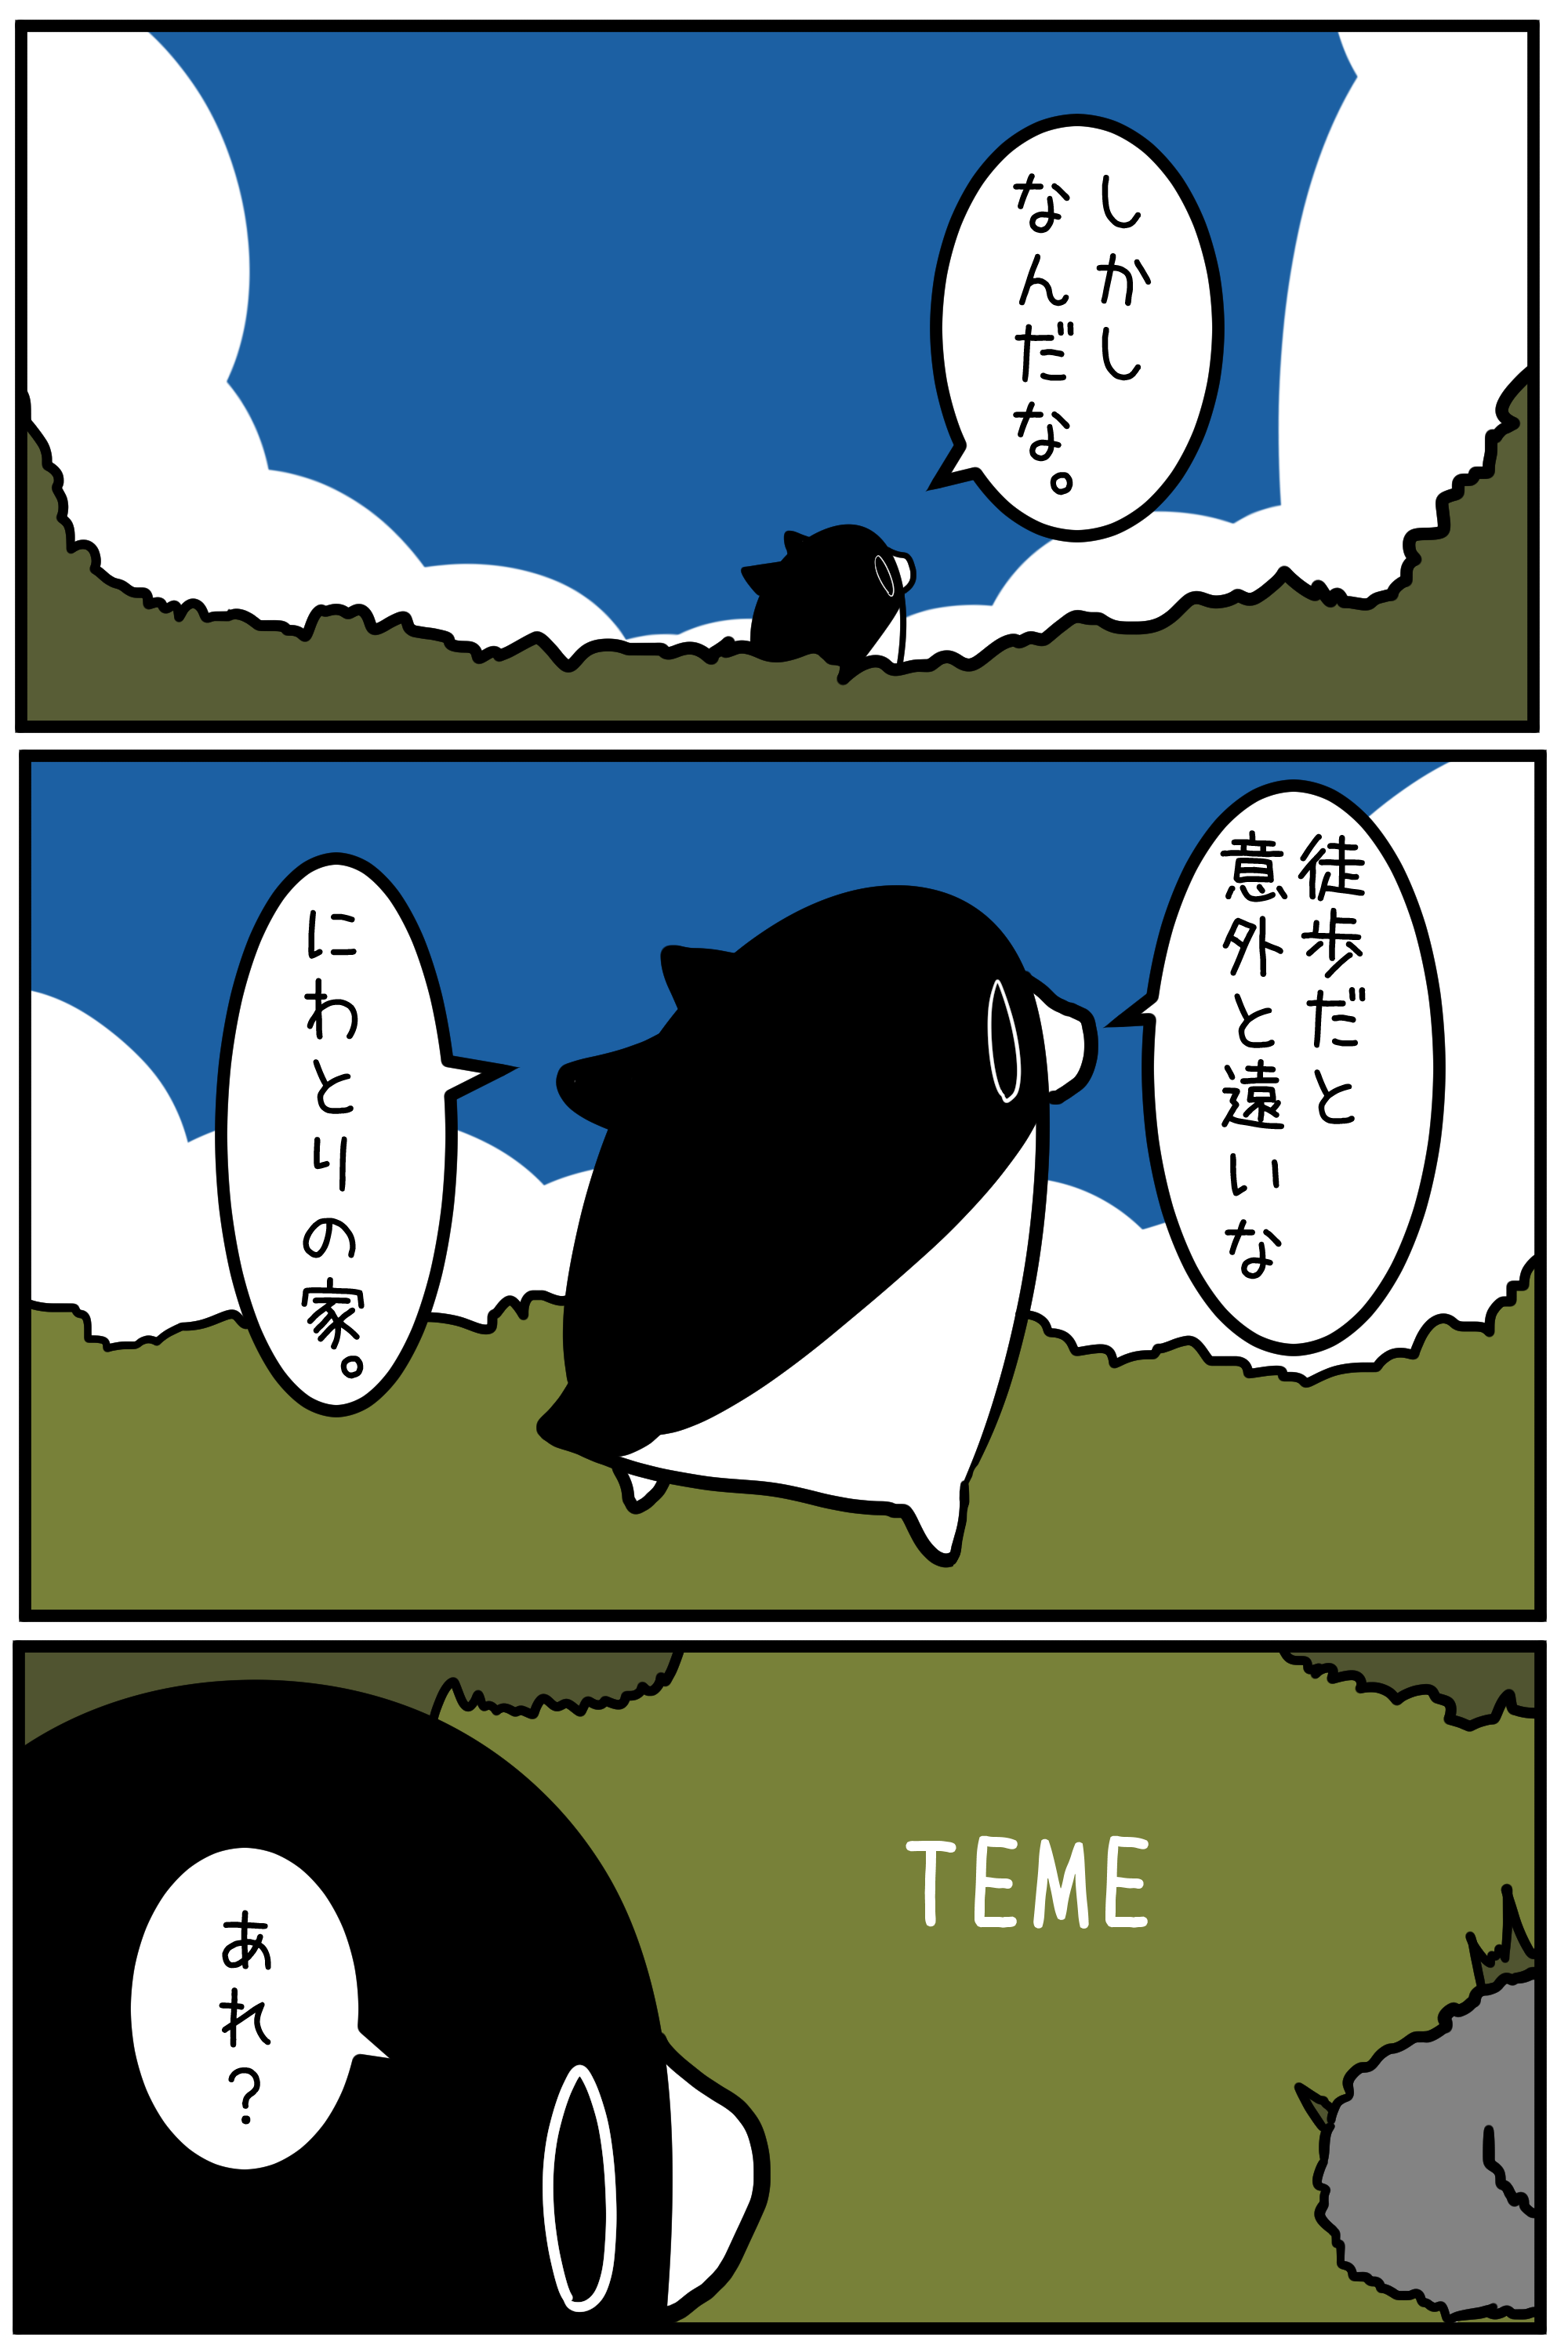 しかし
なんだな。
徒歩だと
意外と遠いな
にわとりの家。
TEME
あれ？